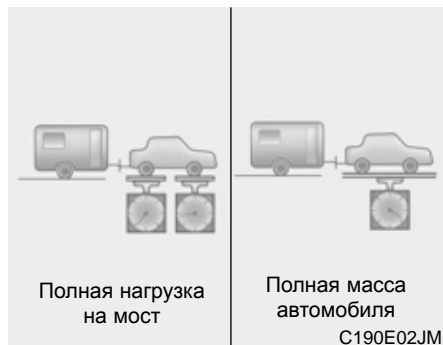 Полная нагрузка
на мост
Полная масса
автомобиля
C190E02JM